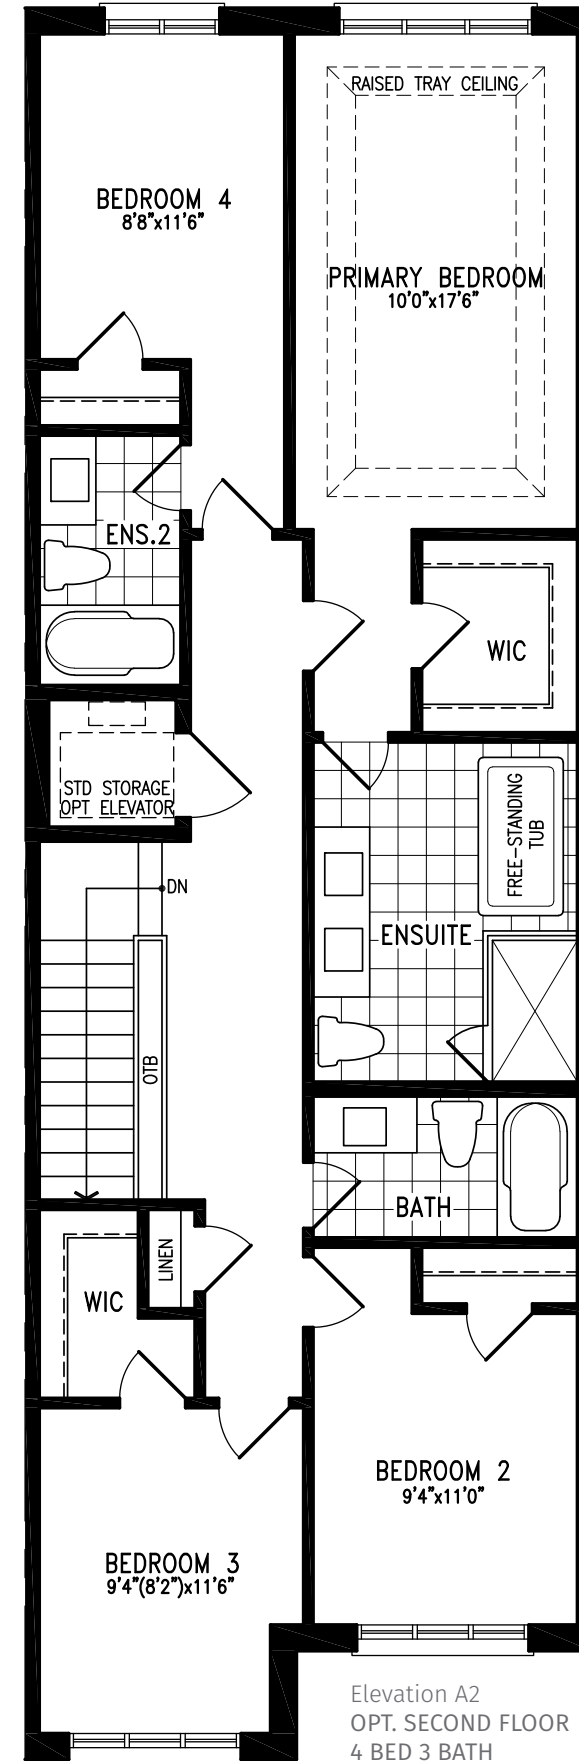 RAISED TRAY CEILING
BEDROOM 4
8'8"x11'6"
PRIMARY BEDROOM
10'0"x17'6"
ENS.2
WIC
STD STORAGE
OPT ELEVATOR
FREE-STANDING
TUB
DN
ENSUITE
OTB
BATH
LINEN
WIC
BEDROOM 2
9'4"x11'0"
BEDROOM 3
9'4"(8'2")x11'6"
Elevation A2
OPT. SECOND FLOOR
4 BED 3 BATH